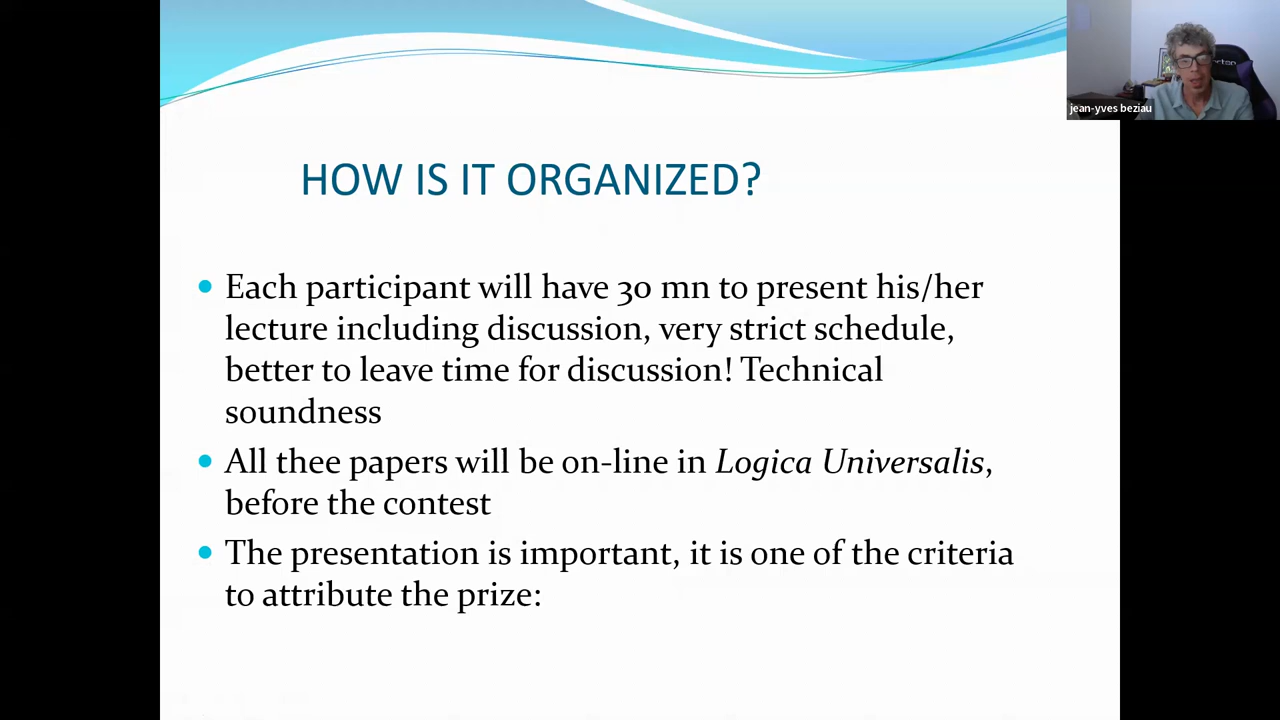 jean-yves beziau
HOW IS IT ORGANIZED?
Each participant will have 30 mn to present his/her
lecture including discussion, very strict schedule,
better to leave time for discussion! Technical
soundness
All thee papers will be on-line in Logica Universalis,
before the contest
The presentation is important, it is one of the criteria
to attribute the prize: